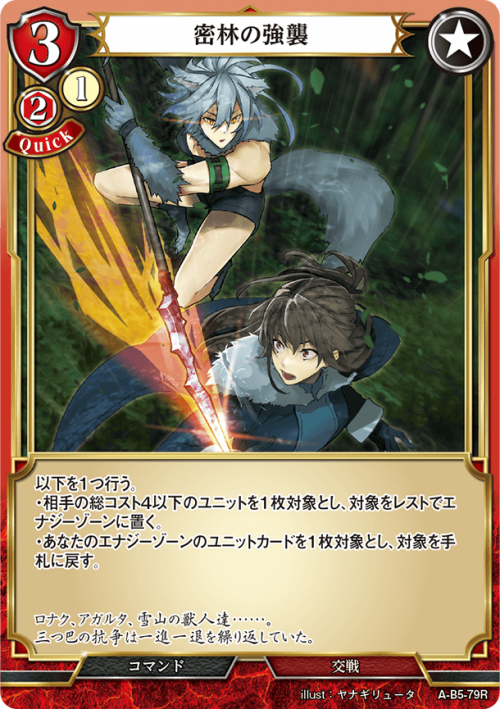 3
密林の強襲
2
1
Quick
以下を1つ行う。
・相手の総コスト4以下のユニットを1枚対象とし、対象をレストでエ
ナジーゾーンに置く。
・あなたのエナジーゾーンのユニットカードを1枚対象とし、対象を手
札に戻す。
ロナク、アガルタ、雪山の獣人達……。
三つ巴の抗争は一進一退を繰り返していた。
コマンド
交戦
illust：ヤナギリュータ
A-B5-79R